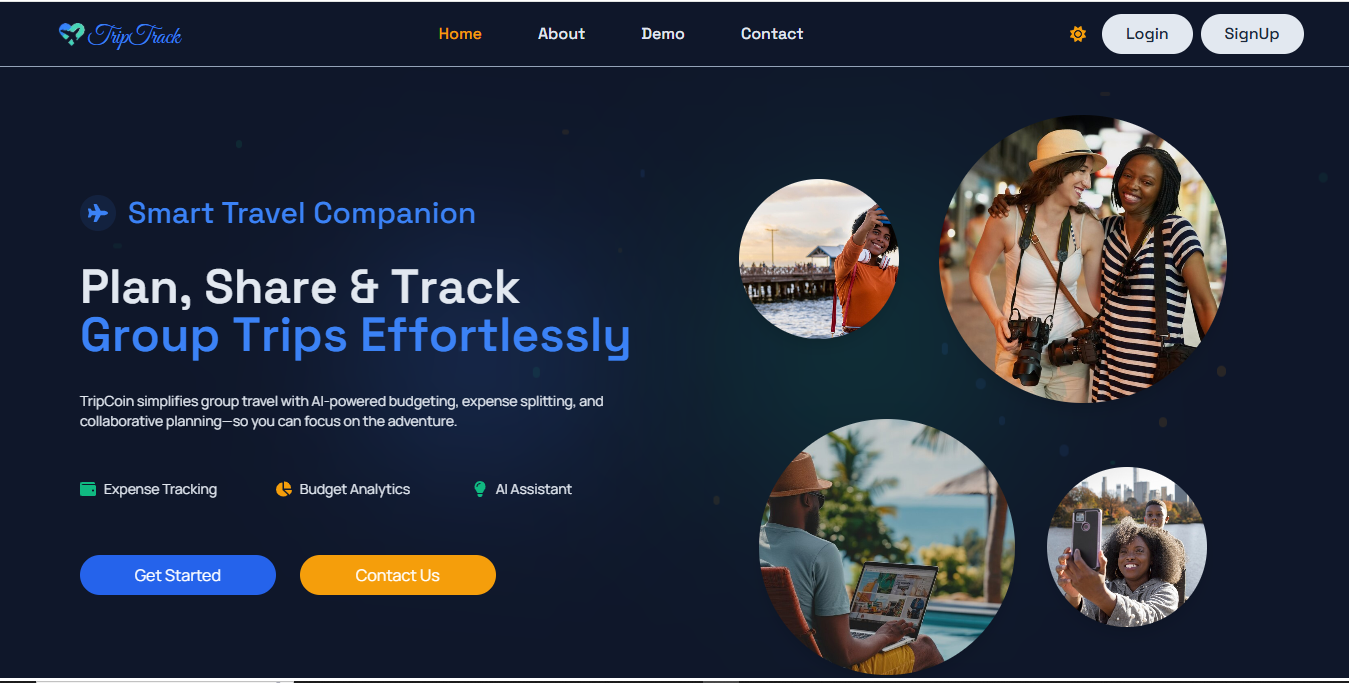 TripTrack
Home
About
Demo
Contact
Login
SignUp
Smart Travel Companion
Plan, Share & Track
Group Trips Effortlessly
TripCoin simplifies group travel with AI-powered budgeting, expense splitting, and
collaborative planning—so you can focus on the adventure.
Expense Tracking
Budget Analytics
AI Assistant
Get Started
Contact Us